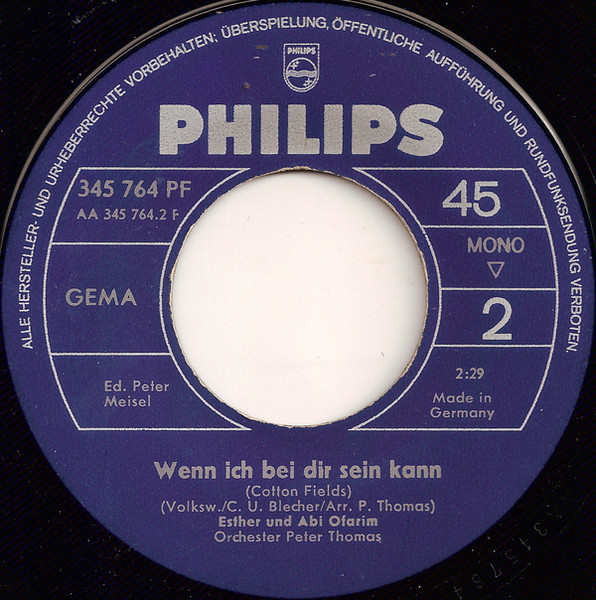 ALLE HERSTELLER- UND URHEBERRECHTE VORBEHALTEN; ÜBERSPIELUNG, ÖFFENTLICHE AUFFÜHRUNG UND RUNDFUNKSENDUNG VERBOTEN.
PHILIPS
PHILIPS
345 764 PF
AA 345 764.2 F
45
MONO
GEMA
2
Ed. Peter
Meisel
2:29
Made in
Germany
Wenn ich bei dir sein kann
(Cotton Fields)
(Volksw./C. U. Blecher/Arr. P. Thomas)
Esther und Abi Ofarim
Orchester Peter Thomas